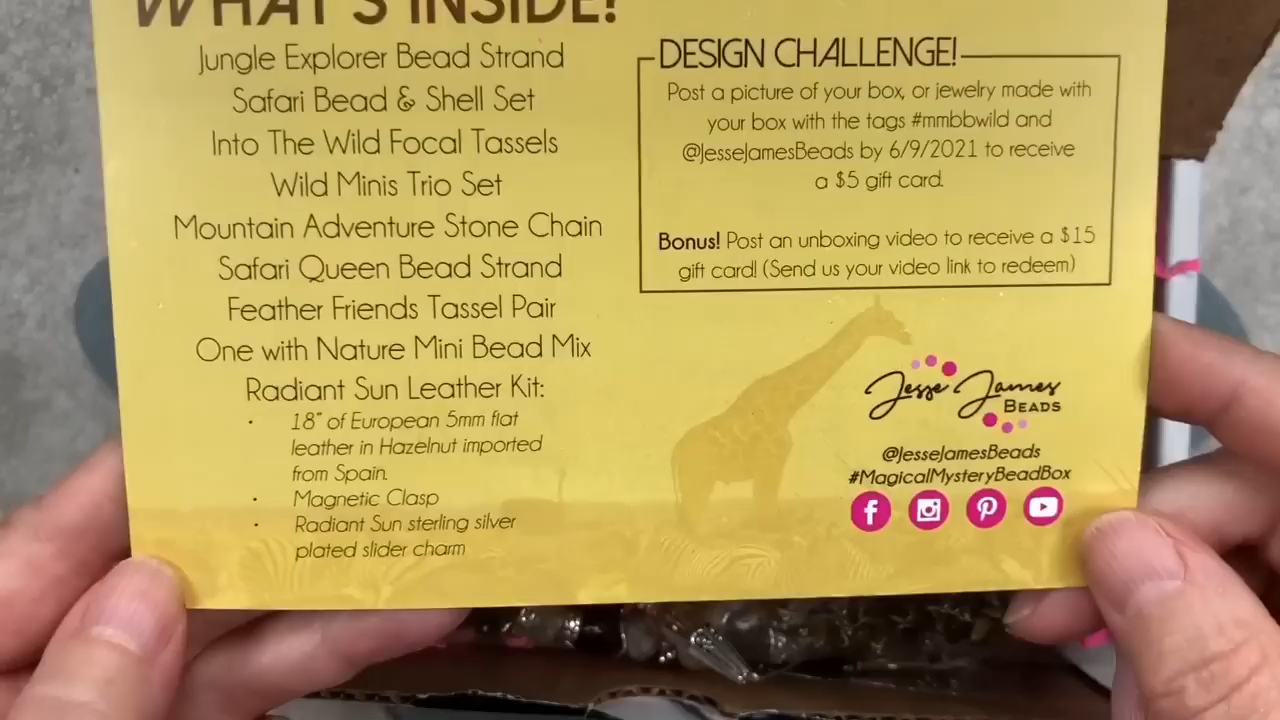 WHAT'S INSIDE!
Jungle Explorer Bead Strand
Safari Bead & Shell Set
Into The Wild Focal Tassels
Wild Minis Trio Set
Mountain Adventure Stone Chain
Safari Queen Bead Strand
Feather Friends Tassel Pair
One with Nature Mini Bead Mix
Radiant Sun Leather Kit:
· 18" of European 5mm flat
leather in Hazelnut imported
from Spain.
· Magnetic Clasp
· Radiant Sun sterling silver
plated slider charm
DESIGN CHALLENGE!
Post a picture of your box, or jewelry made with
your box with the tags #mmbbwild and
@JesseJamesBeads by 6/9/2021 to receive
a $5 gift card.
Bonus! Post an unboxing video to receive a $15
gift card! (Send us your video link to redeem)
Jesse James
BEADS
@JesseJamesBeads
#MagicalMysteryBeadBox